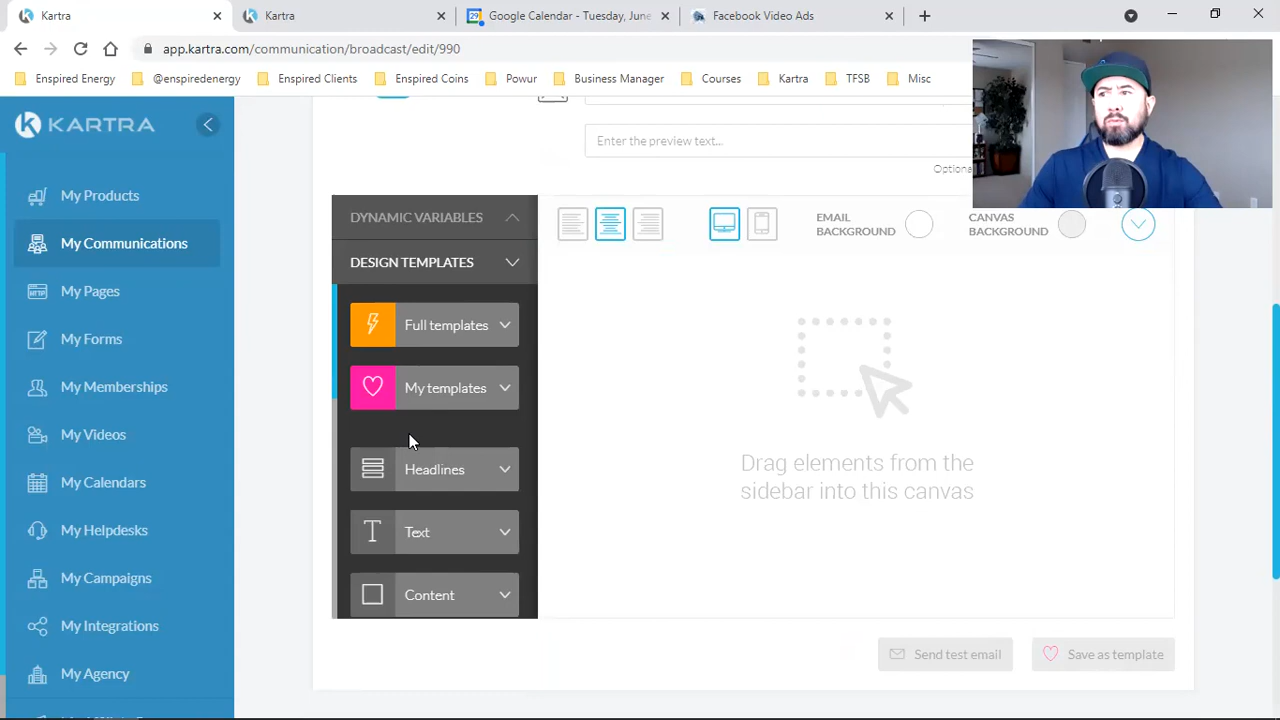 Kartra
Kartra
Google Calendar - Tuesday, June
Facebook Video Ads
app.kartra.com/communication/broadcast/edit/990
Enspired Energy
@enspiredenergy
Enspired Clients
Enspired Coins
Powur
Business Manager
Courses
Kartra
TFSB
Misc
KARTRA
My Products
My Communications
My Pages
My Forms
My Memberships
My Videos
My Calendars
My Helpdesks
My Campaigns
My Integrations
My Agency
Enter the preview text...
Optiona
DYNAMIC VARIABLES
DESIGN TEMPLATES
Full templates
My templates
Headlines
Text
Content
EMAIL
BACKGROUND
CANVAS
BACKGROUND
Drag elements from the
sidebar into this canvas
Send test email
Save as template